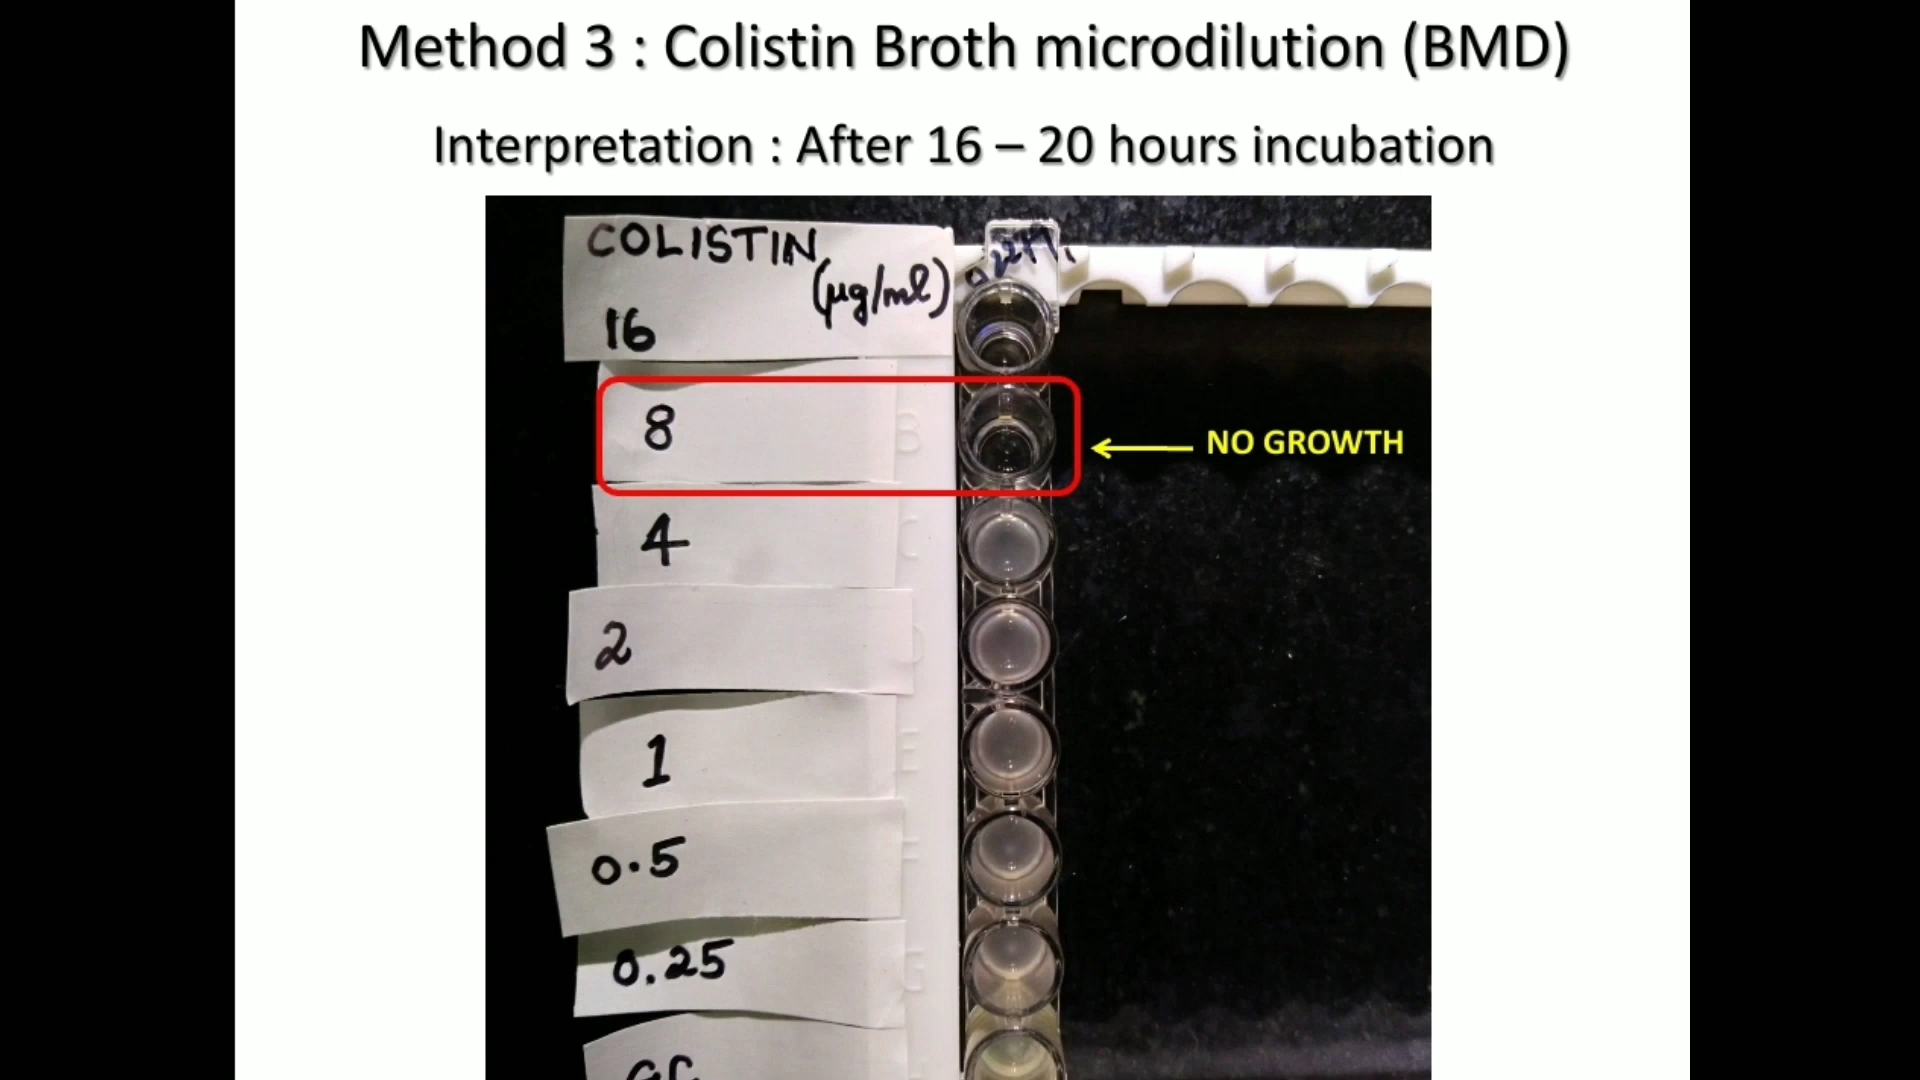 Method 3 : Colistin Broth microdilution (BMD)
Interpretation : After 16 – 20 hours incubation
COLISTIN
(µg/ml)
16
8
B
NO GROWTH
4
C
2
D
1
E
0.5
F
0.25
G
GC